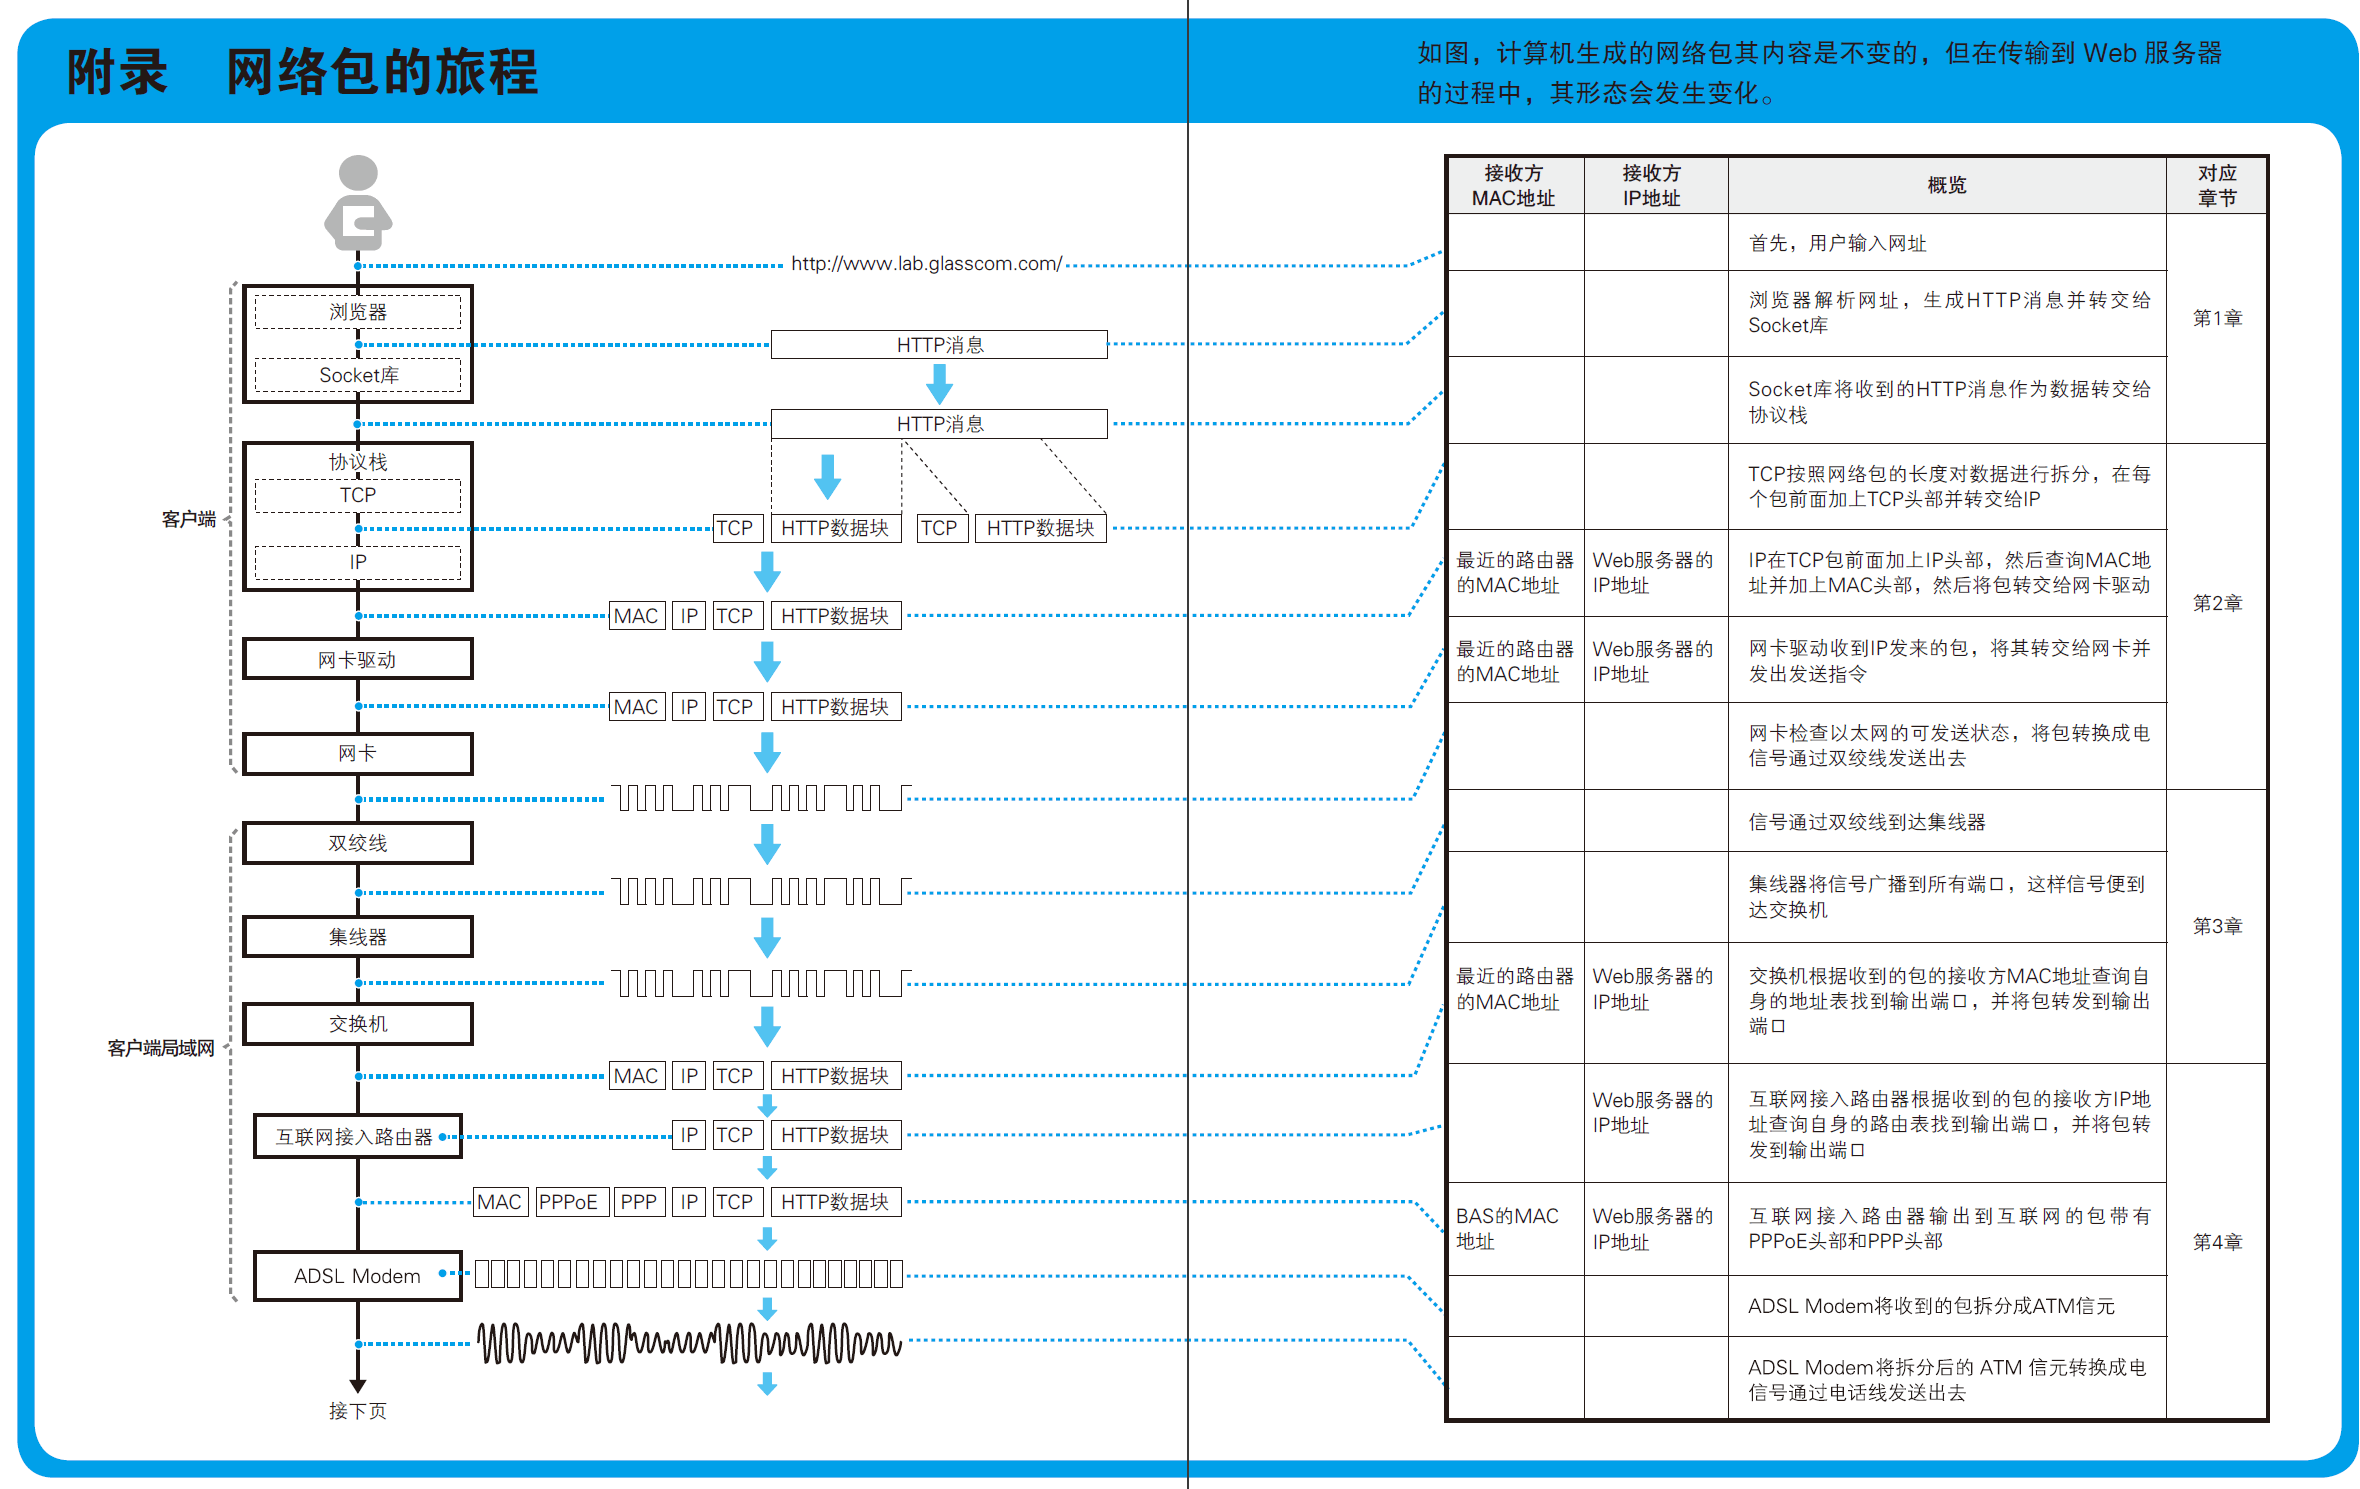 附录 网络包的旅程
如图，计算机生成的网络包其内容是不变的，但在传输到 Web 服务器
的过程中，其形态会发生变化。
http://www.lab.glasscom.com/
客户端
浏览器
HTTP消息
Socket库
HTTP消息
协议栈
TCP
TCP HTTP数据块 TCP HTTP数据块
IP
MAC IP TCP HTTP数据块
网卡驱动
MAC IP TCP HTTP数据块
网卡
客户端局域网
双绞线
集线器
交换机
MAC IP TCP HTTP数据块
互联网接入路由器
IP TCP HTTP数据块
MAC PPPoE PPP IP TCP HTTP数据块
ADSL Modem
接下页
接收方
MAC地址
接收方
IP地址
概览
对应
章节
首先，用户输入网址
浏览器解析网址，生成HTTP消息并转交给
Socket库
Socket库将收到的HTTP消息作为数据转交给
协议栈
第1章
TCP按照网络包的长度对数据进行拆分，在每
个包前面加上TCP头部并转交给IP
最近的路由器
的MAC地址
Web服务器的
IP地址
IP在TCP包前面加上IP头部，然后查询MAC地
址并加上MAC头部，然后将包转交给网卡驱动
最近的路由器
的MAC地址
Web服务器的
IP地址
网卡驱动收到IP发来的包，将其转交给网卡并
发出发送指令
网卡检查以太网的可发送状态，将包转换成电
信号通过双绞线发送出去
第2章
信号通过双绞线到达集线器
集线器将信号广播到所有端口，这样信号便到
达交换机
最近的路由器
的MAC地址
Web服务器的
IP地址
交换机根据收到的包的接收方MAC地址查询自
身的地址表找到输出端口，并将包转发到输出
端口
第3章
Web服务器的
IP地址
互联网接入路由器根据收到的包的接收方IP地
址查询自身的路由表找到输出端口，并将包转
发到输出端口
BAS的MAC
地址
Web服务器的
IP地址
互联网接入路由器输出到互联网的包带有
PPPoE头部和PPP头部
ADSL Modem将收到的包拆分成ATM信元
ADSL Modem将拆分后的 ATM 信元转换成电
信号通过电话线发送出去
第4章